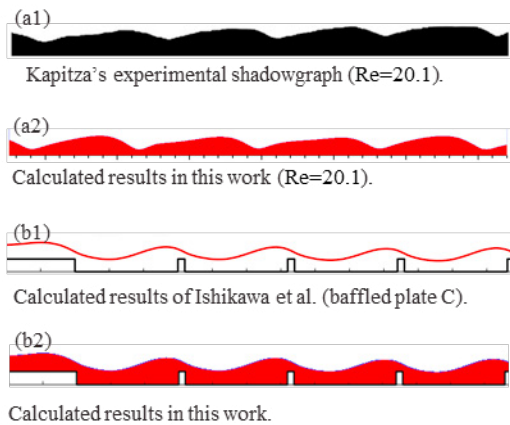 (a1)
Kapitza's experimental shadowgraph (Re=20.1).
(a2)
Calculated results in this work (Re=20.1).
(b1)
Calculated results of Ishikawa et al. (baffled plate C).
(b2)
Calculated results in this work.